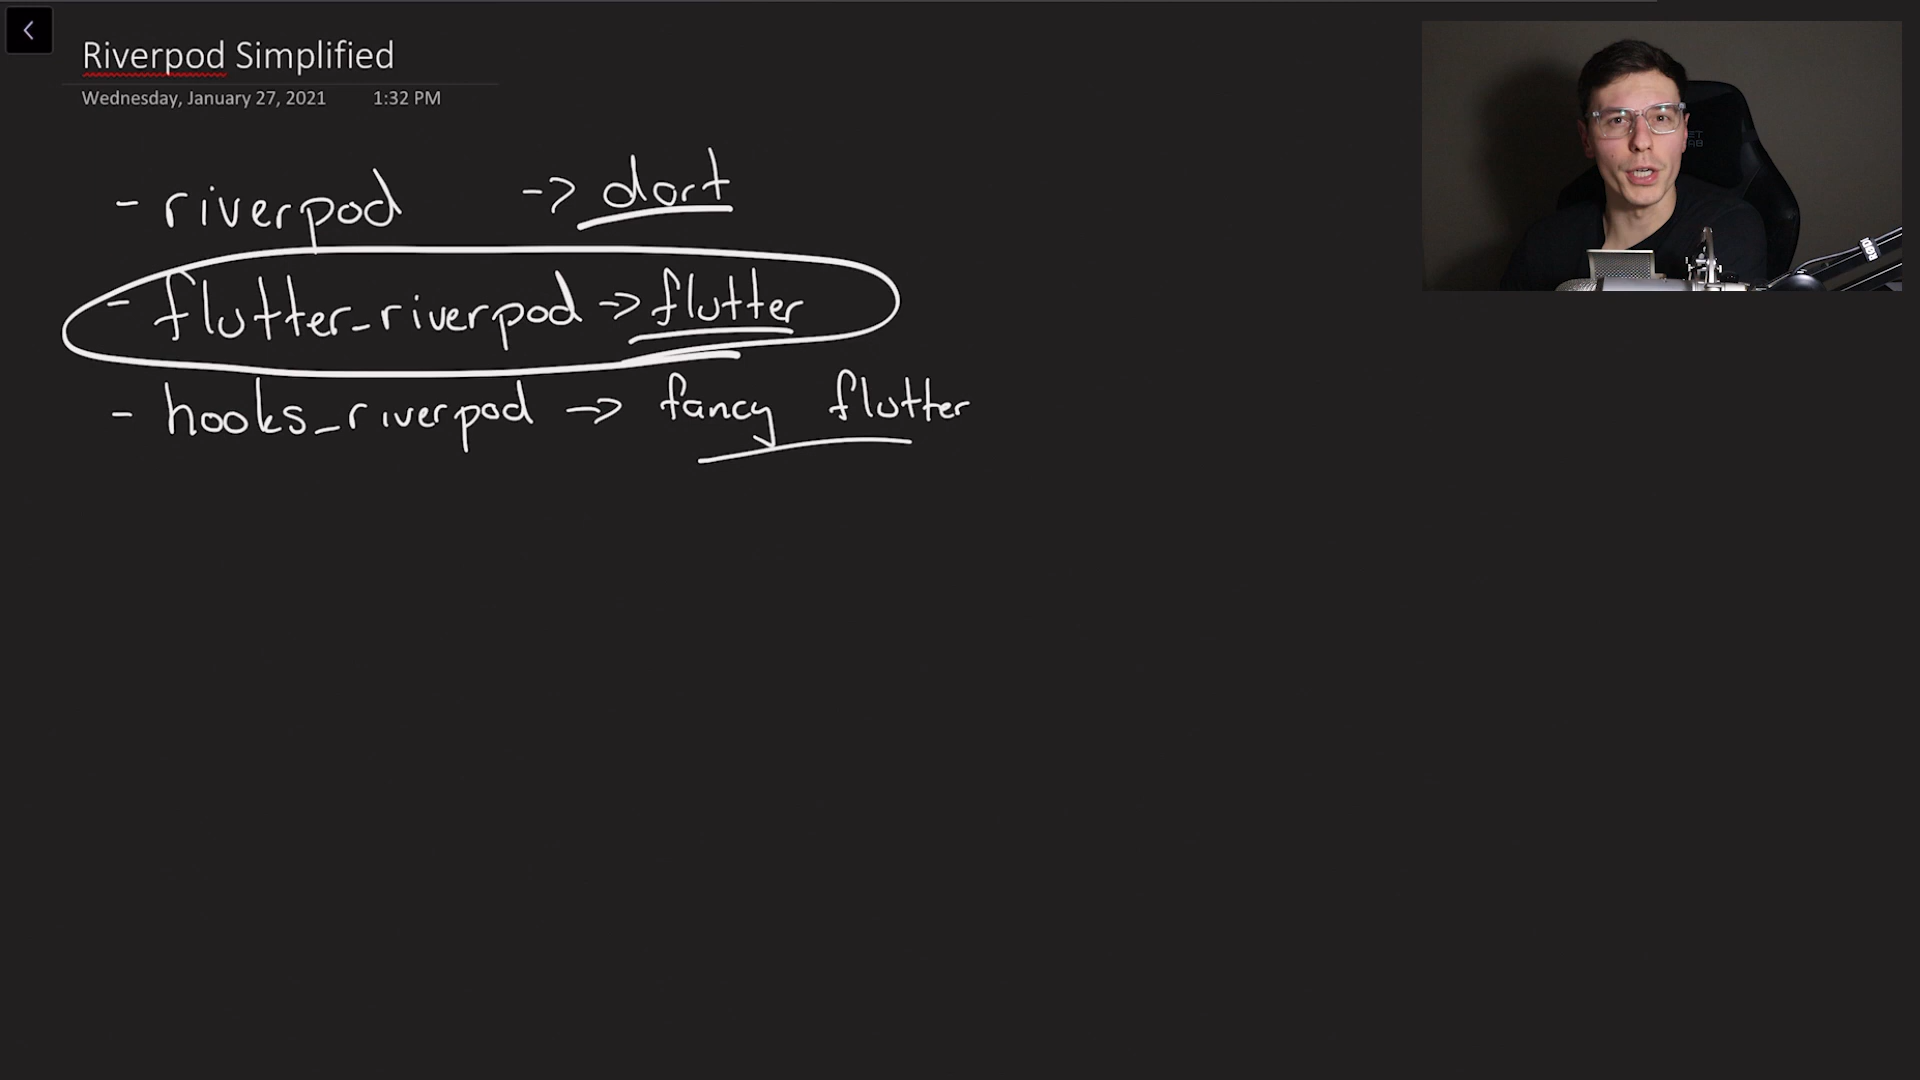 Riverpod Simplified
Wednesday, January 27, 2021 1:32 PM
- riverpod -> dart
- flutter_riverpod -> flutter
- hooks_riverpod -> fancy flutter